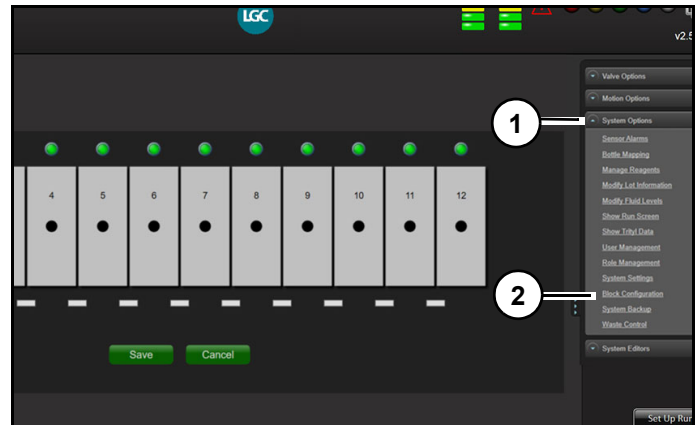 LGC
v2.5
Valve Options
Motion Options
1
System Options
Sensor Alarms
Bottle Mapping
Manage Reagents
Modify Lot Information
Modify Fluid Levels
Show Run Screen
Show Trityl Data
User Management
Role Management
System Settings
2
Block Configuration
System Backup
Waste Control
System Editors
4 5 6 7 8 9 10 11 12
Save Cancel
Set Up Run